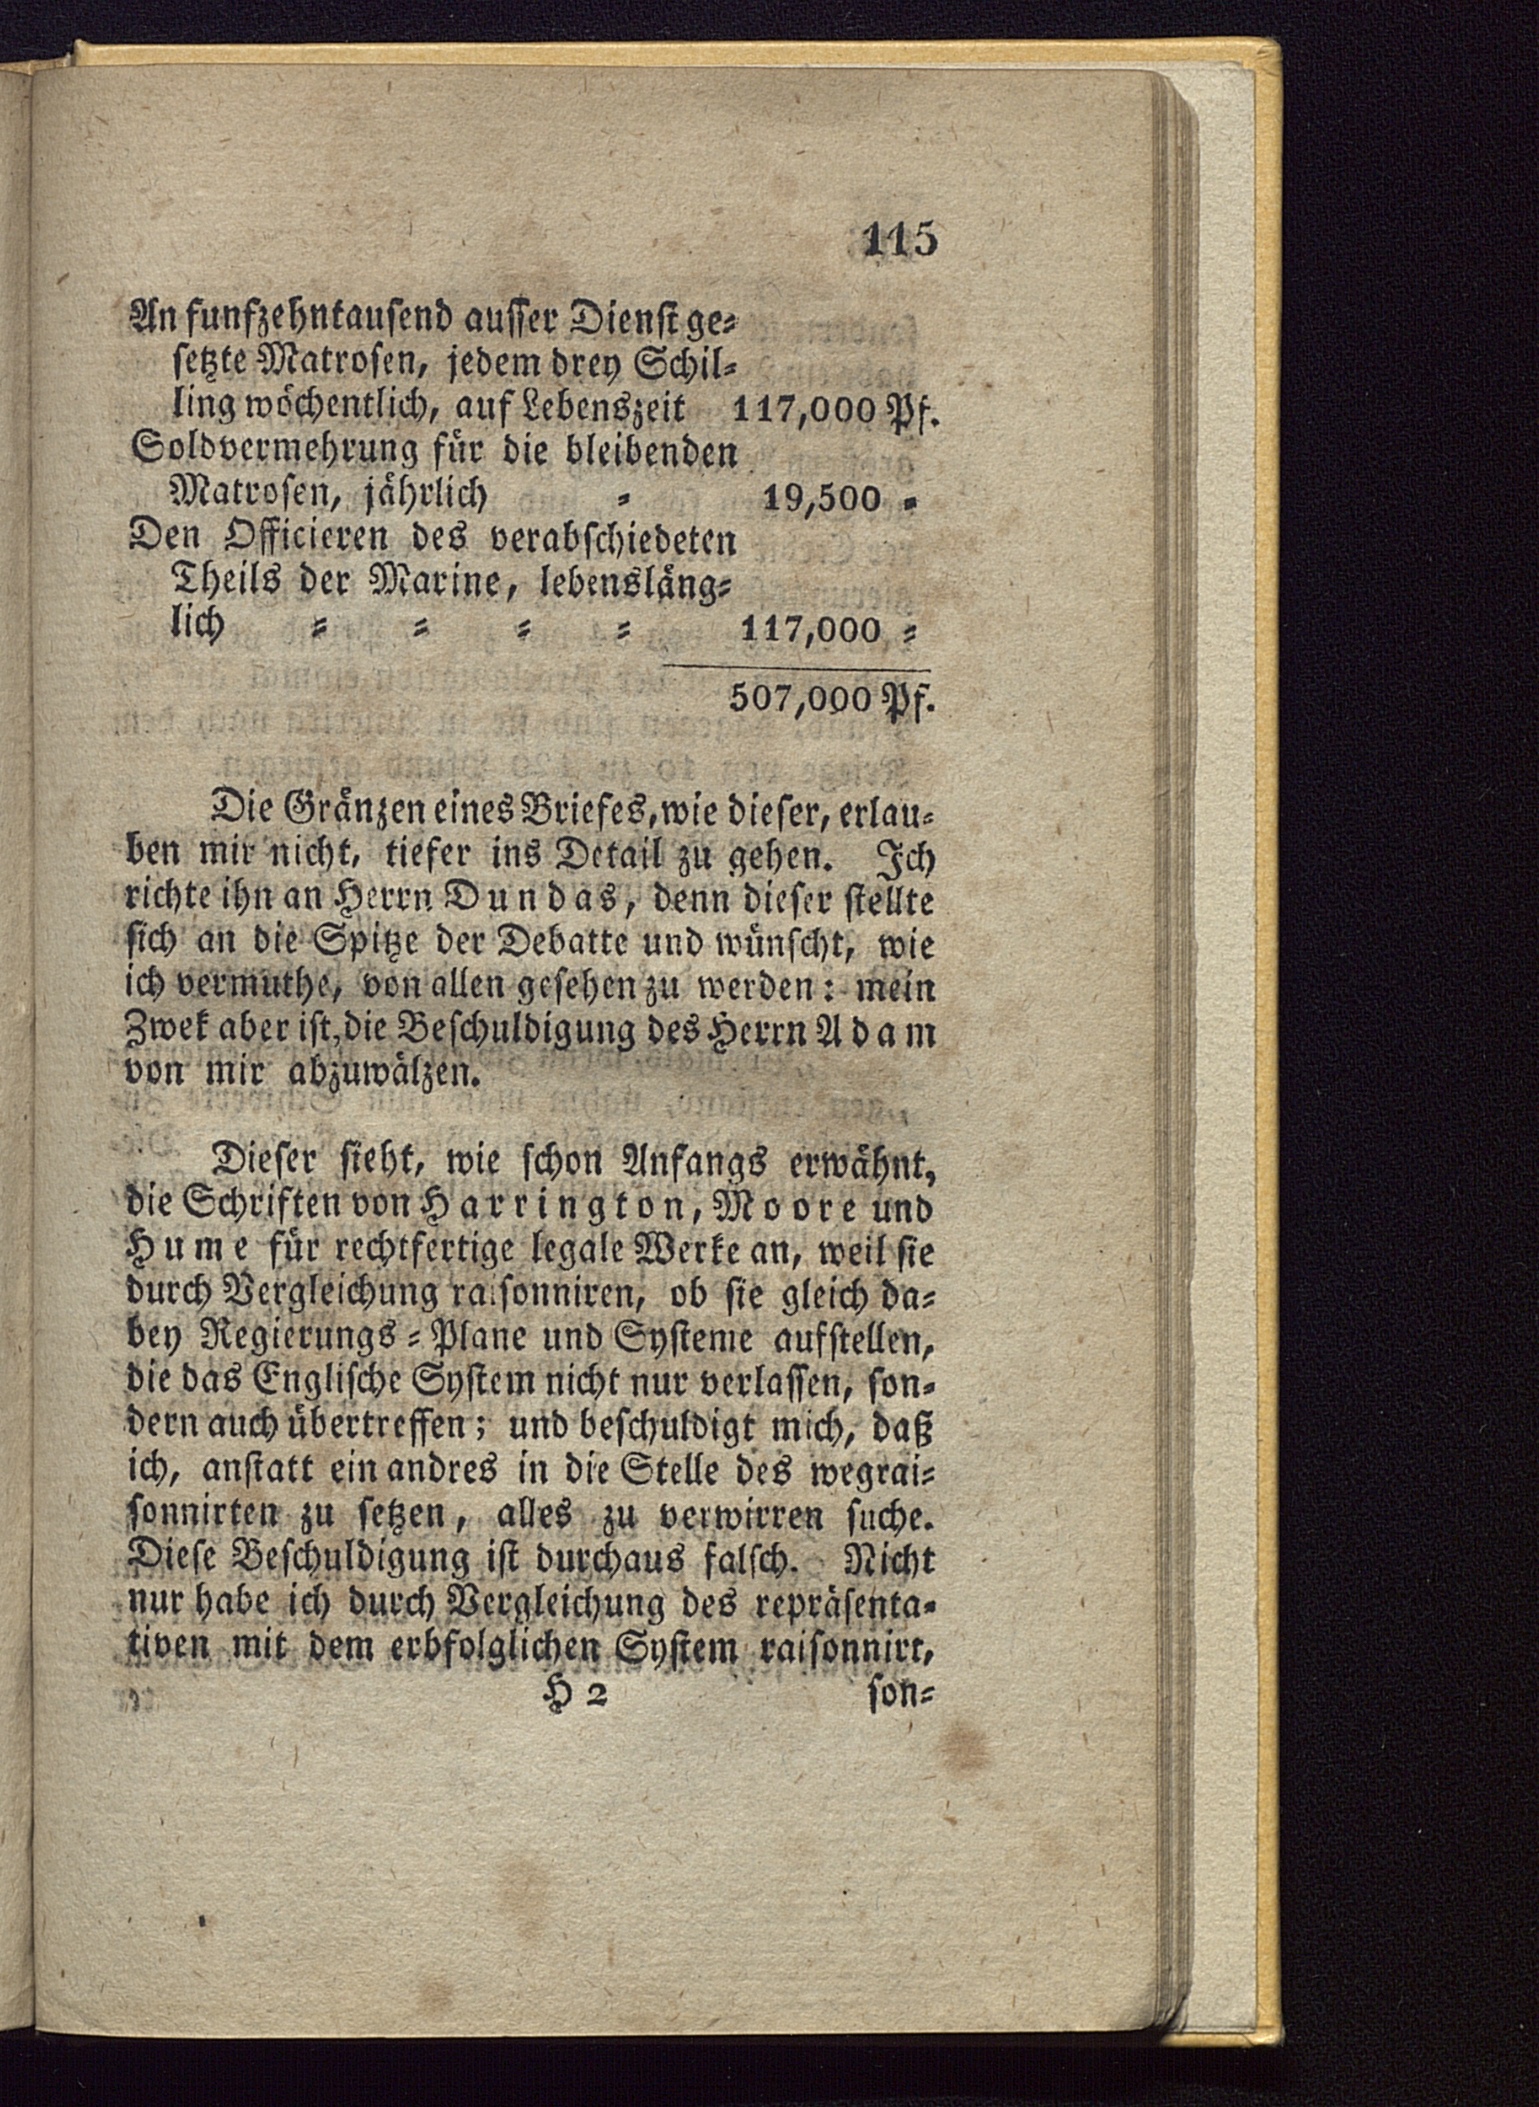 115
An funfzehntausend ausser Dienst ge⸗
setzte Matrosen, jedem drey Schil⸗
ling wöchentlich, auf Lebenszeit 117,000 Pf.
Soldvermehrung für die bleibenden
Matrosen, jährlich ⸗ 19,500 ⸗
Den Officieren des verabschiedeten
Theils der Marine, lebensläng⸗
lich ⸗ ⸗ ⸗ ⸗ 117,000 ⸗
507,000 Pf.
Die Gränzen eines Briefes, wie dieser, erlau⸗
ben mir nicht, tiefer ins Detail zu gehen. Ich
richte ihn an Herrn Dundas, denn dieser stellte
sich an die Spitze der Debatte und wünscht, wie
ich vermuthe, von allen gesehen zu werden: mein
Zwek aber ist, die Beschuldigung des Herrn Adam
von mir abzuwälzen.
Dieser sieht, wie schon Anfangs erwähnt,
die Schriften von Harrington, Moore und
Hume für rechtfertige legale Werke an, weil sie
durch Vergleichung raisonniren, ob sie gleich da⸗
bey Regierungs⸗Plane und Systeme aufstellen,
die das Englische System nicht nur verlassen, son⸗
dern auch übertreffen; und beschuldigt mich, daß
ich, anstatt ein andres in die Stelle des wegrai⸗
sonnirten zu setzen, alles zu verwirren suche.
Diese Beschuldigung ist durchaus falsch. Nicht
nur habe ich durch Vergleichung des repräsenta⸗
tiven mit dem erbfolglichen System raisonnirt,
H 2 son⸗